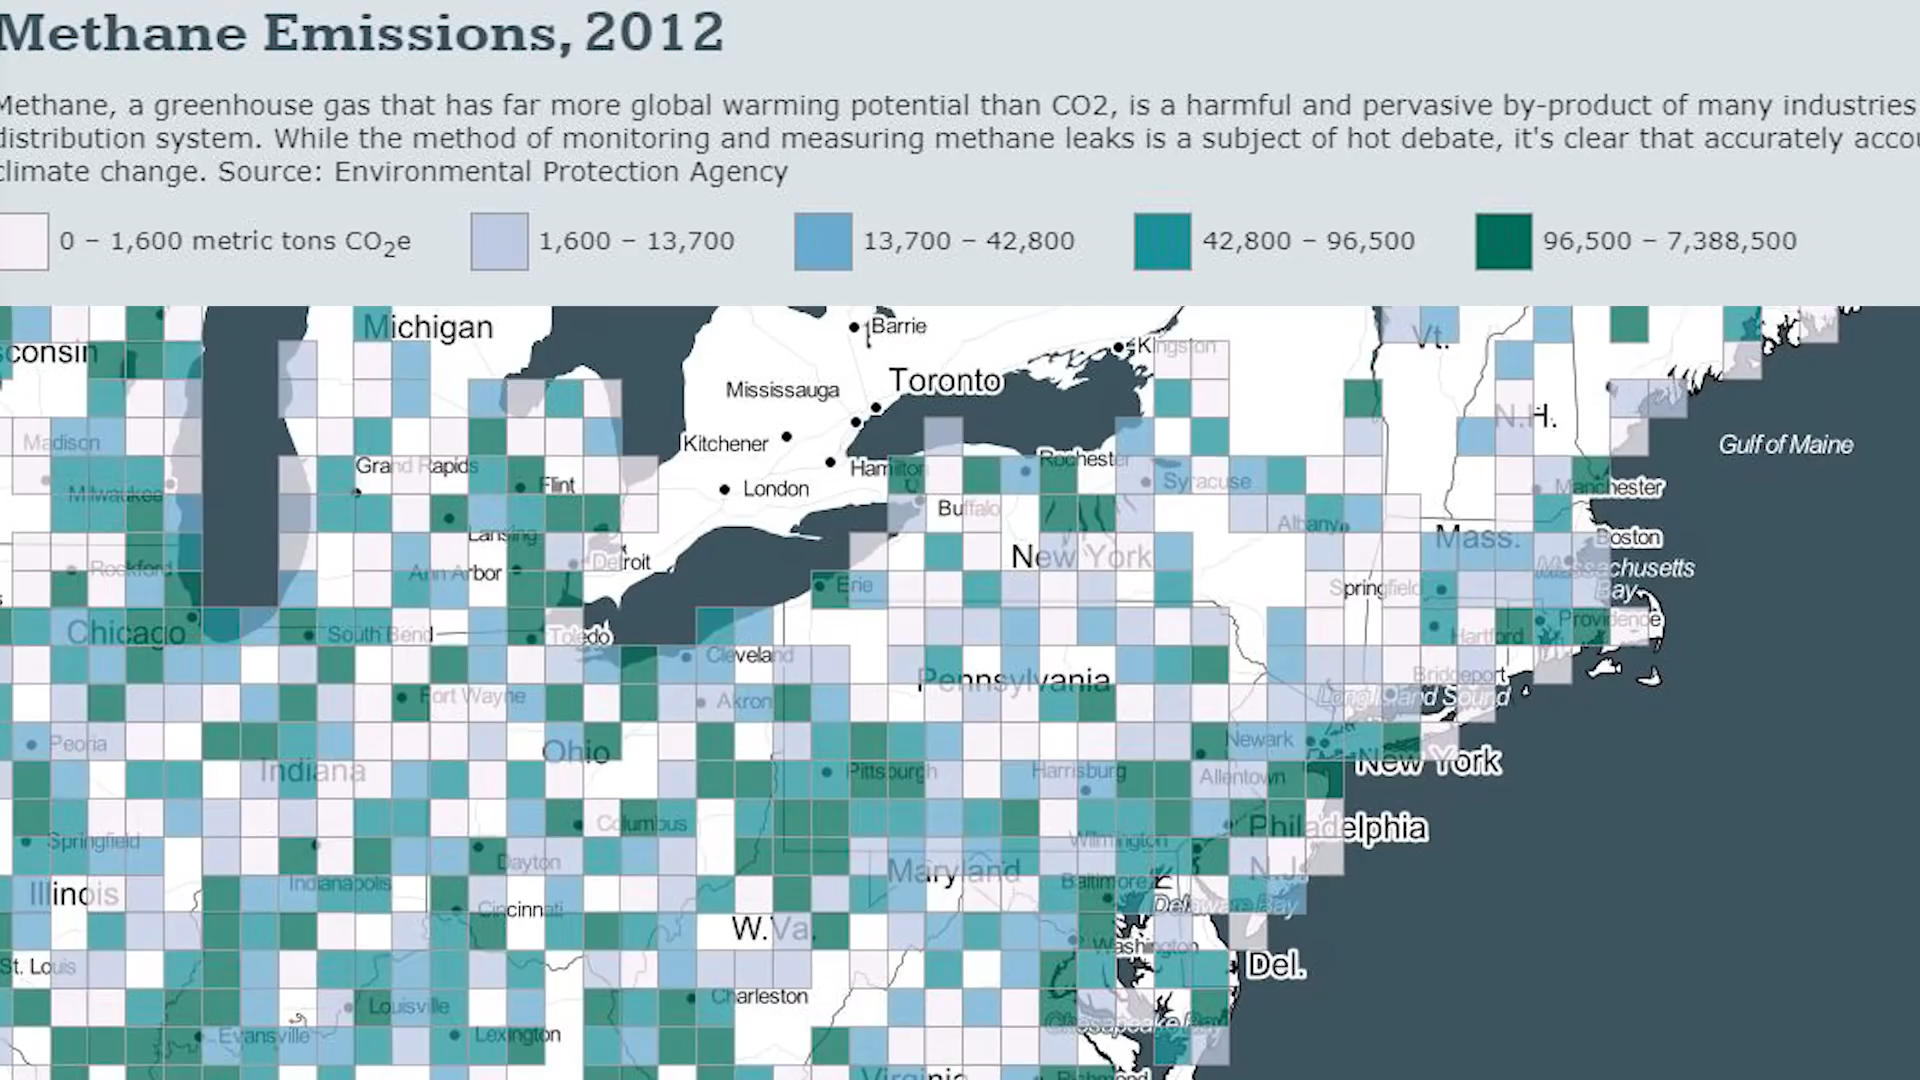 Methane Emissions, 2012
Methane, a greenhouse gas that has far more global warming potential than CO2, is a harmful and pervasive by-product of many industries
distribution system. While the method of monitoring and measuring methane leaks is a subject of hot debate, it's clear that accurately accou
climate change. Source: Environmental Protection Agency
0 – 1,600 metric tons CO2e
1,600 – 13,700
13,700 – 42,800
42,800 – 96,500
96,500 – 7,388,500
Michigan
Barrie
Vt.
consin
Kingston
Toronto
Mississauga
N.H.
Madison
Kitchener
Gulf of Maine
Grand Rapids
Hamilton
Rochester
Milwaukee
Flint
London
Syracuse
Manchester
Buffalo
Albany
Lansing
Mass.
Boston
Rockford
Ann Arbor
Detroit
New York
Massachusetts
Bay
Erie
Springfield
Chicago
South Bend
Toledo
Hartford
Providence
Cleveland
Pennsylvania
Bridgeport
Fort Wayne
Akron
Long Island Sound
Peoria
Ohio
Newark
Indiana
Pittsburgh
Harrisburg
Allentown
New York
Springfield
Columbus
Wilmington
Philadelphia
Dayton
Maryland
N.J.
Illinois
Indianapolis
Baltimore
Cincinnati
Delaware Bay
W.Va.
Washington
St. Louis
Del.
Charleston
Louisville
Evansville
Lexington
Chesapeake Bay
Virginia
Richmond